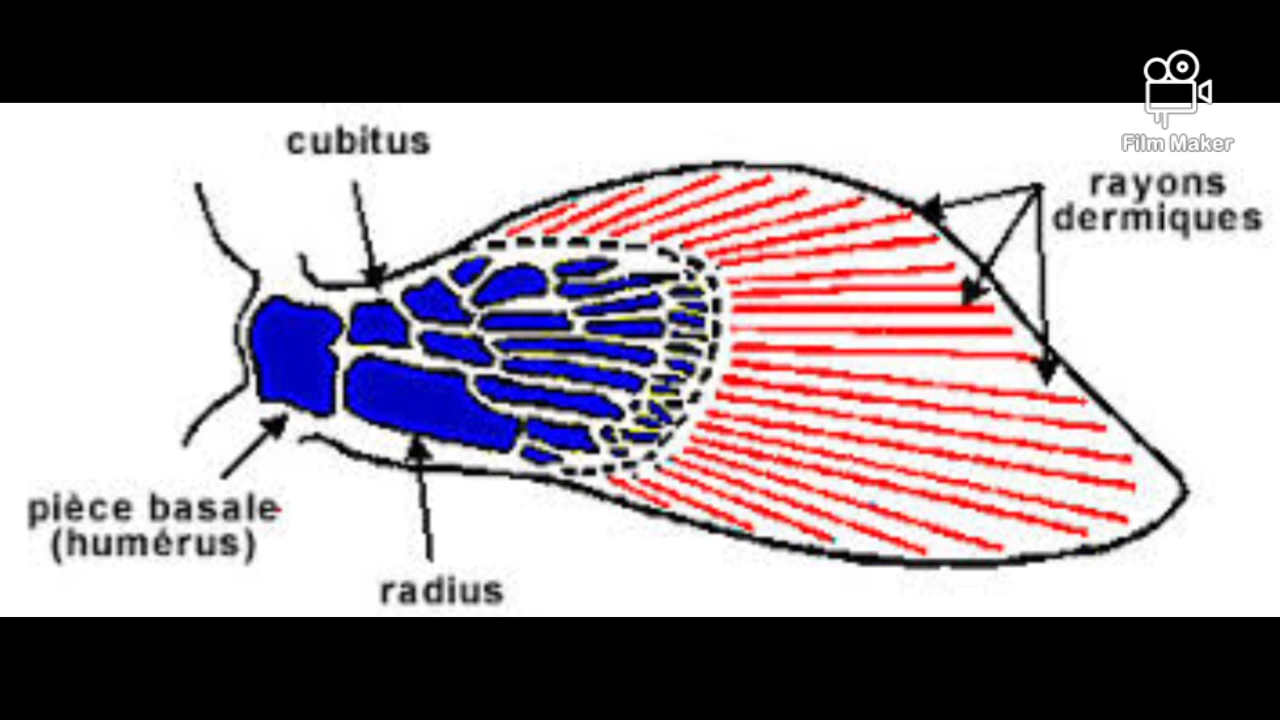 Film Maker
cubitus
rayons
dermiques
pièce basale
(humérus)
radius